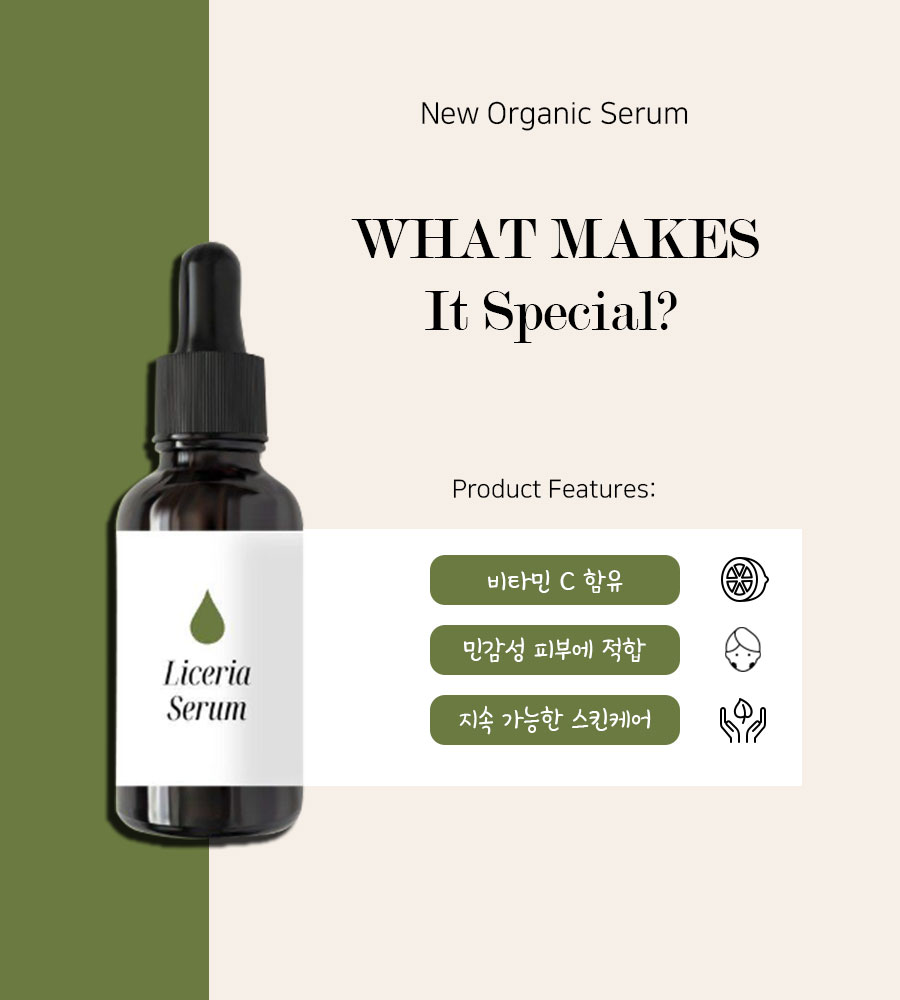 New Organic Serum
WHAT MAKES
It Special?
Product Features:
비타민 C 함유
민감성 피부에 적합
지속 가능한 스킨케어
Liceria
Serum